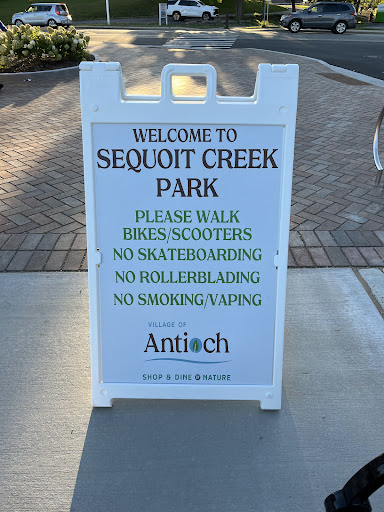 WELCOME TO
SEQUOIT CREEK
PARK
PLEASE WALK
BIKES/SCOOTERS
NO SKATEBOARDING
NO ROLLERBLADING
NO SMOKING/VAPING
VILLAGE OF
Antioch
SHOP & DINE BY NATURE